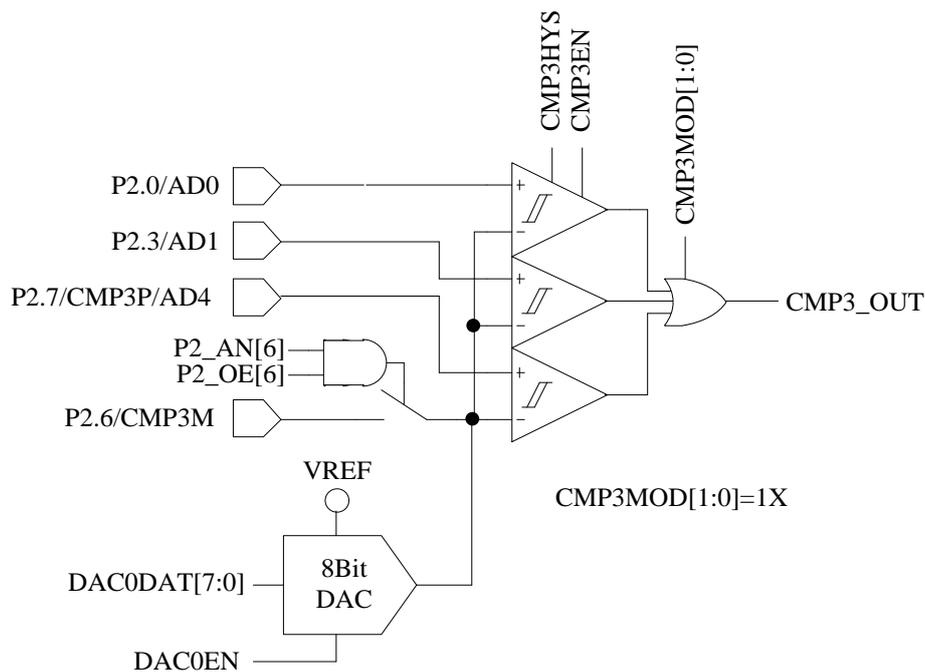 CMP3HYS
CMP3EN
CMP3MOD[1:0]
P2.0/AD0
P2.3/AD1
P2.7/CMP3P/AD4
P2_AN[6]
P2_OE[6]
P2.6/CMP3M
+
−
+
−
+
−
CMP3_OUT
VREF
CMP3MOD[1:0]=1X
8Bit
DAC
DAC0DAT[7:0]
DAC0EN